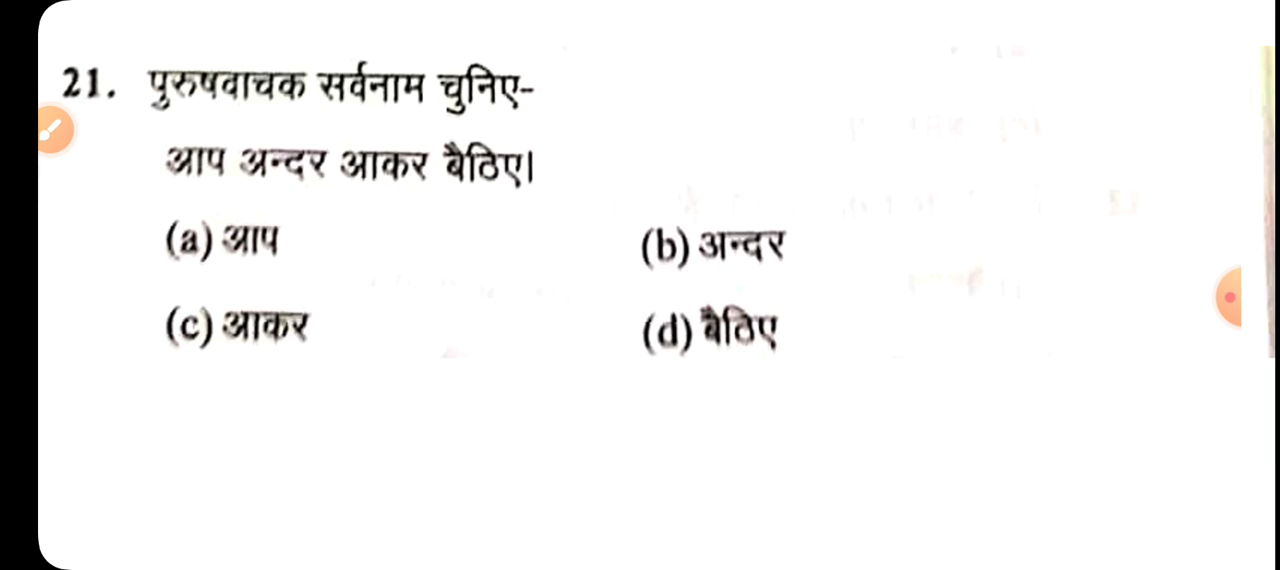 21. पुरुषवाचक सर्वनाम चुनिए-
आप अन्दर आकर बैठिए।
(a) आप (b) अन्दर
(c) आकर (d) बैठिए